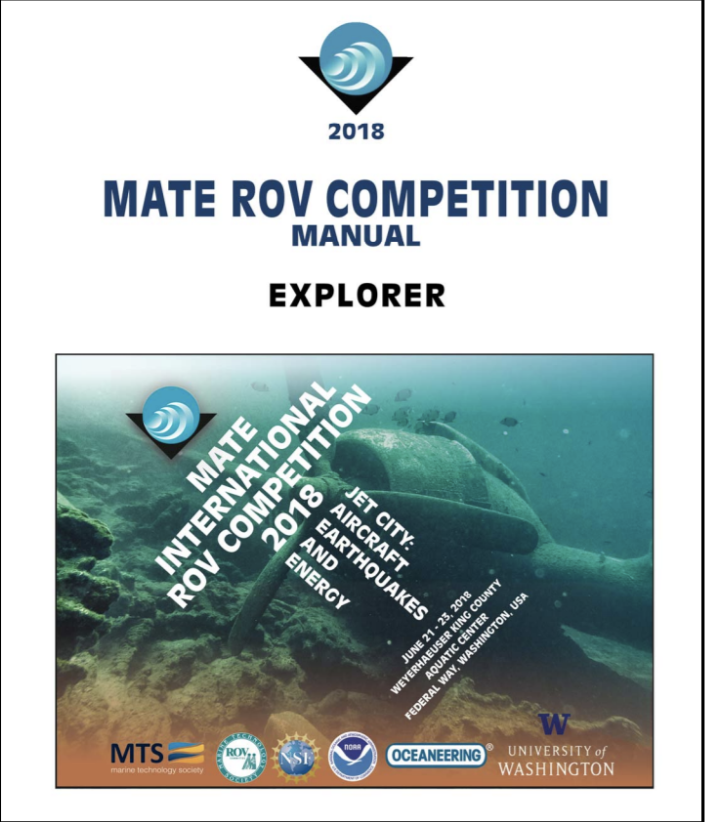 2018
MATE ROV COMPETITION
MANUAL
EXPLORER
MATE
INTERNATIONAL
ROV COMPETITION
2018
JET CITY:
AIRCRAFT
EARTHQUAKES
AND
ENERGY
JUNE 21 - 23, 2018
WEYERHAEUSER KING COUNTY
AQUATIC CENTER
FEDERAL WAY, WASHINGTON, USA
MTS
marine technology society
ROV
NSF
NOAA
OCEANEERING®
W
UNIVERSITY of
WASHINGTON